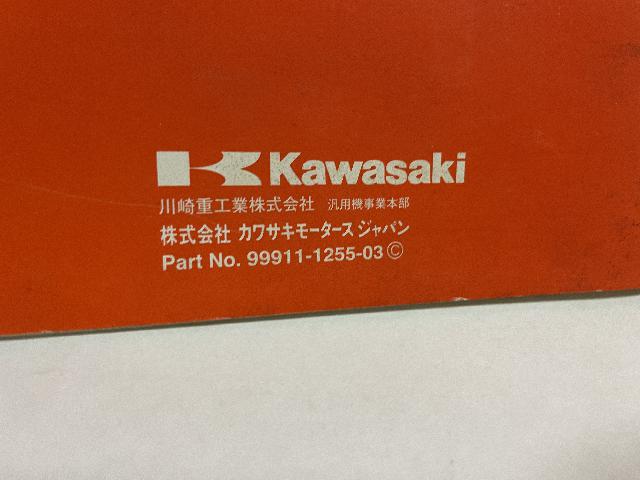 Kawasaki
川崎重工業株式会社 汎用機事業本部
株式会社 カワサキモータース ジャパン
Part No. 99911-1255-03 ©